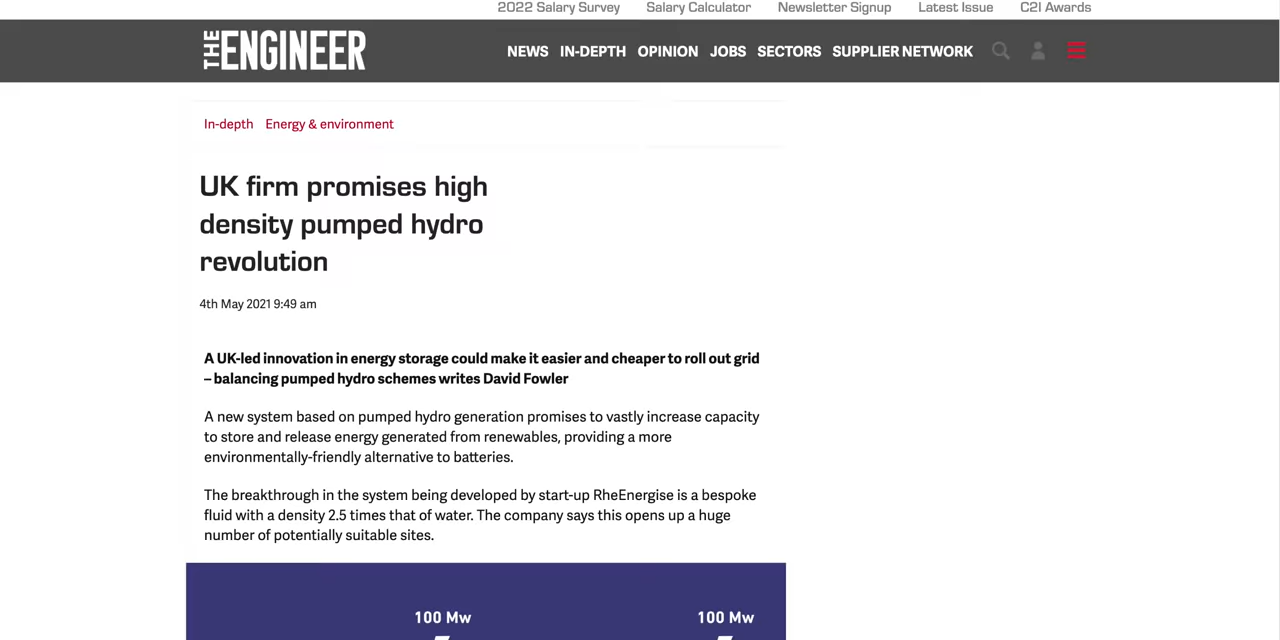 2022 Salary Survey Salary Calculator Newsletter Signup Latest Issue C2I Awards
THE ENGINEER NEWS IN-DEPTH OPINION JOBS SECTORS SUPPLIER NETWORK
In-depth Energy & environment
UK firm promises high
density pumped hydro
revolution
4th May 2021 9:49 am
A UK-led innovation in energy storage could make it easier and cheaper to roll out grid
– balancing pumped hydro schemes writes David Fowler
A new system based on pumped hydro generation promises to vastly increase capacity
to store and release energy generated from renewables, providing a more
environmentally-friendly alternative to batteries.
The breakthrough in the system being developed by start-up RheEnergise is a bespoke
fluid with a density 2.5 times that of water. The company says this opens up a huge
number of potentially suitable sites.
100 Mw 100 Mw